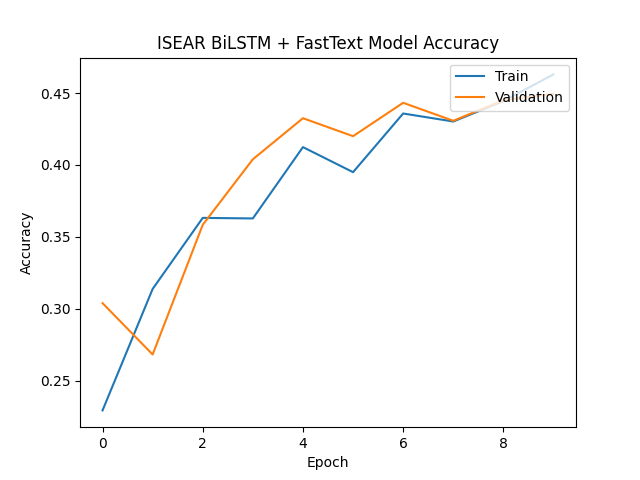 ISEAR BiLSTM + FastText Model Accuracy
Train
Validation
0.45
0.40
0.35
0.30
0.25
Accuracy
0 2 4 6 8
Epoch